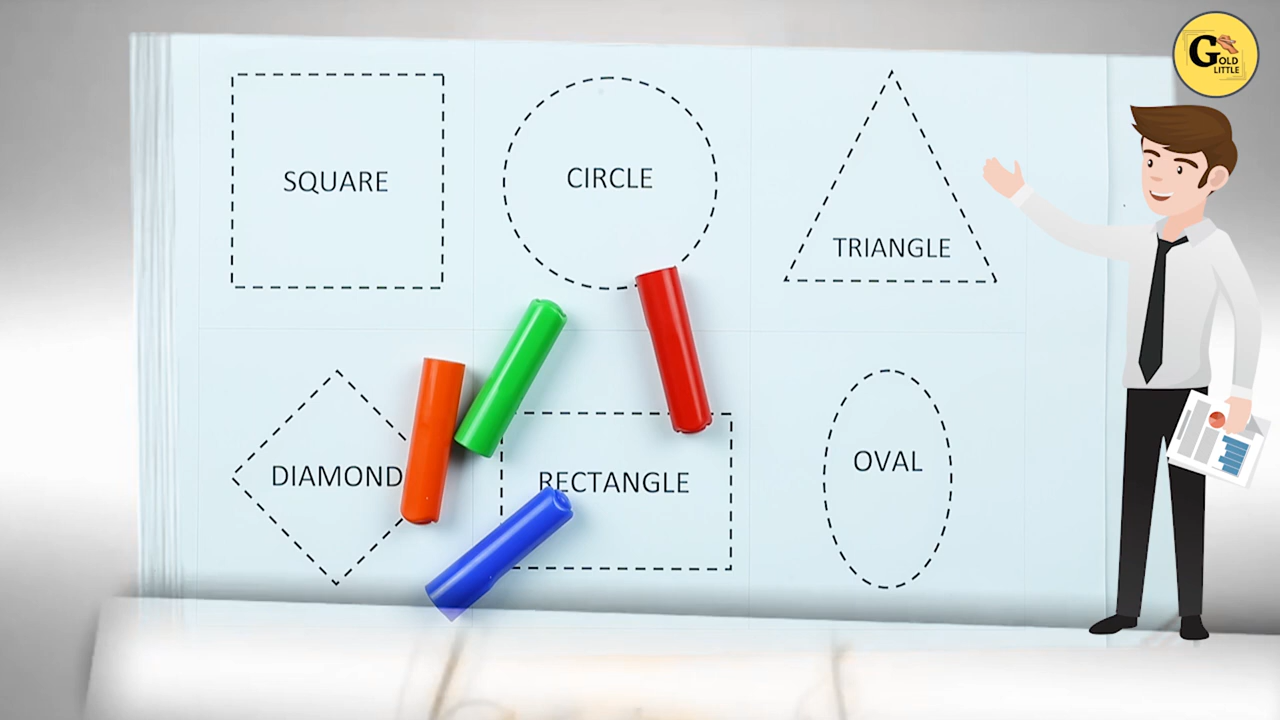 GOLD
LITTLE
SQUARE
CIRCLE
TRIANGLE
DIAMOND
RECTANGLE
OVAL